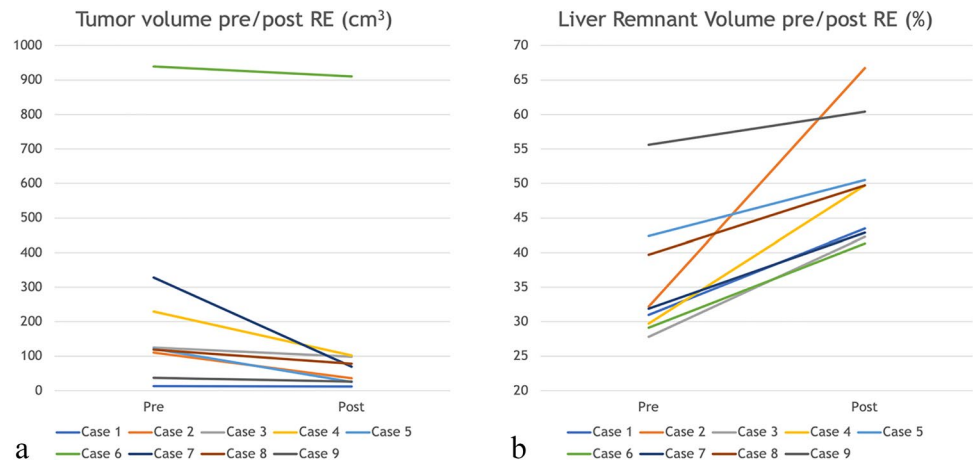 Tumor volume pre/post RE (cm³)
1000
900
800
700
600
500
400
300
200
100
0
Pre Post
Case 1 Case 2 Case 3 Case 4 Case 5
Case 6 Case 7 Case 8 Case 9
a
Liver Remnant Volume pre/post RE (%)
70
65
60
55
50
45
40
35
30
25
20
Pre Post
Case 1 Case 2 Case 3 Case 4 Case 5
Case 6 Case 7 Case 8 Case 9
b